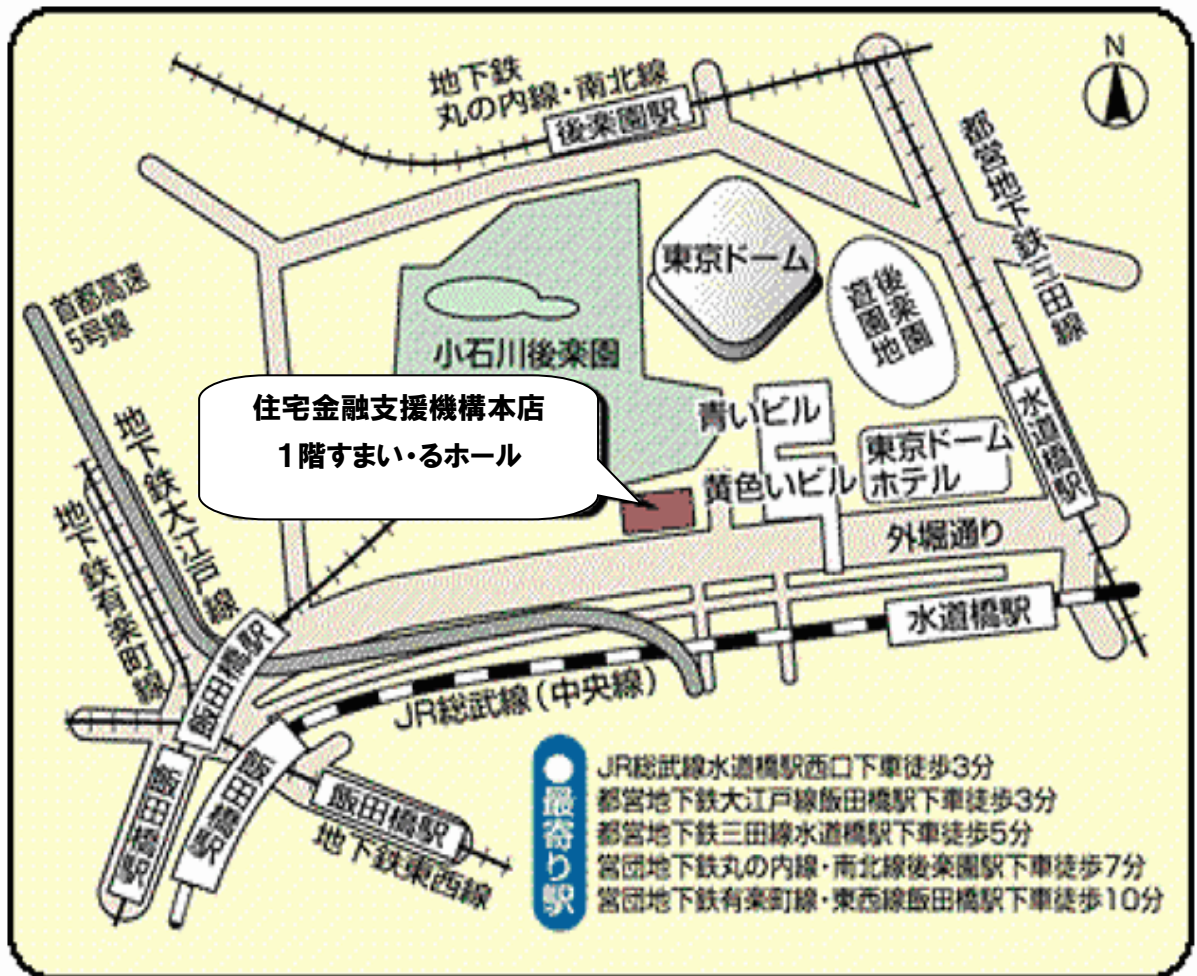 N
地下鉄
丸の内線・南北線
後楽園駅
都営地下鉄三田線
東京ドーム
後楽園
遊園地
首都高速
5号線
小石川後楽園
住宅金融支援機構本店
1階すまい・るホール
青いビル
黄色いビル
東京ドーム
ホテル
水道橋駅
外堀通り
地下鉄大江戸線
地下鉄有楽町線
水道橋駅
飯田橋駅
JR総武線(中央線)
飯田橋駅
飯田橋駅
飯田橋駅
地下鉄東西線
最寄り駅
JR総武線水道橋駅西口下車徒歩3分
都営地下鉄大江戸線飯田橋駅下車徒歩3分
都営地下鉄三田線水道橋駅下車徒歩5分
営団地下鉄丸の内線・南北線後楽園駅下車徒歩7分
営団地下鉄有楽町線・東西線飯田橋駅下車徒歩10分